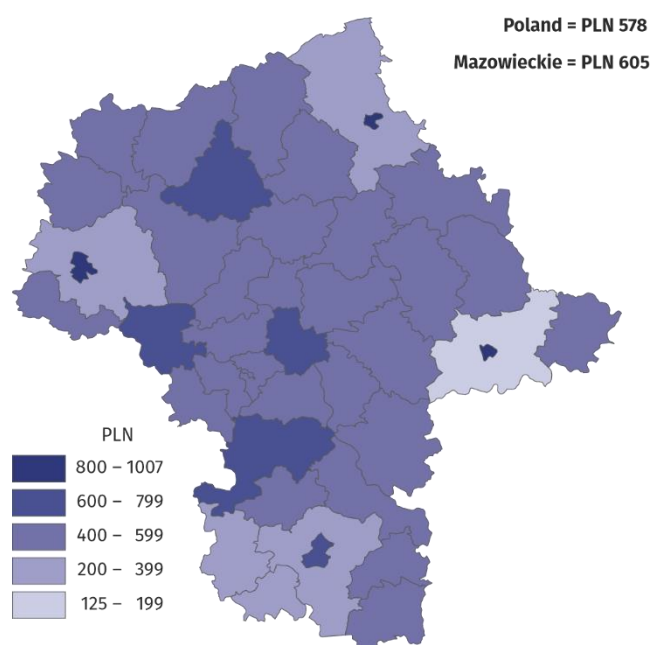 Poland = PLN 578
Mazowieckie = PLN 605
PLN
800 – 1007
600 – 799
400 – 599
200 – 399
125 – 199